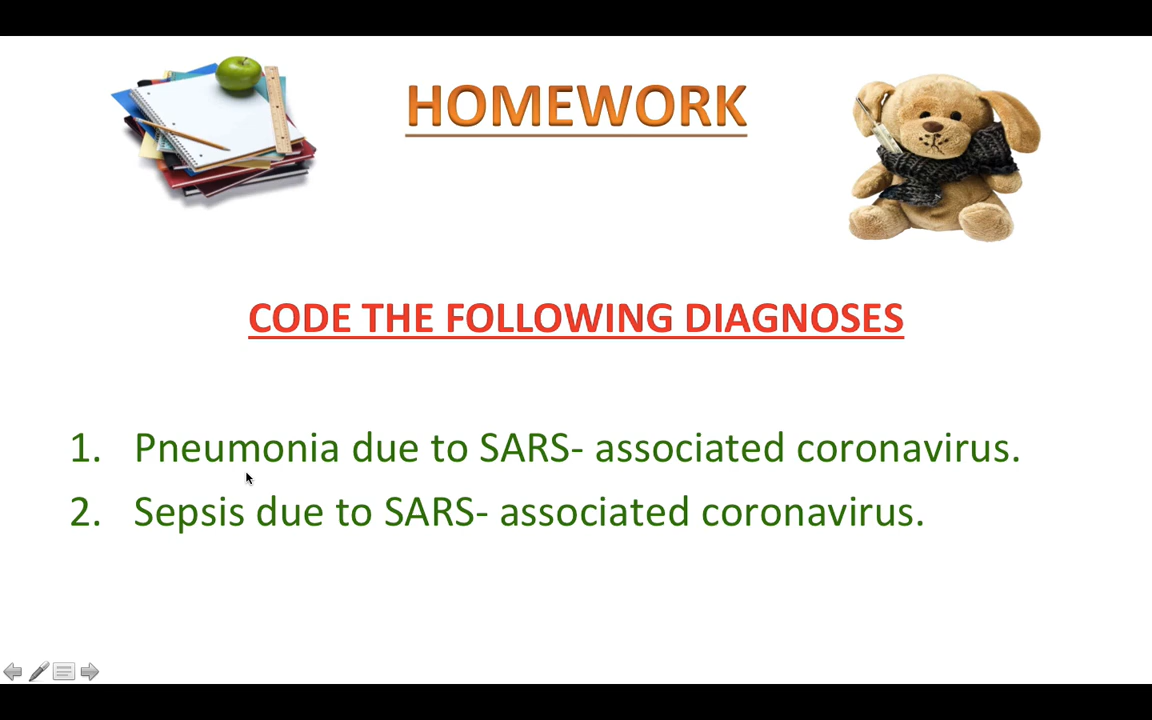 HOMEWORK
CODE THE FOLLOWING DIAGNOSES
1. Pneumonia due to SARS- associated coronavirus.
2. Sepsis due to SARS- associated coronavirus.